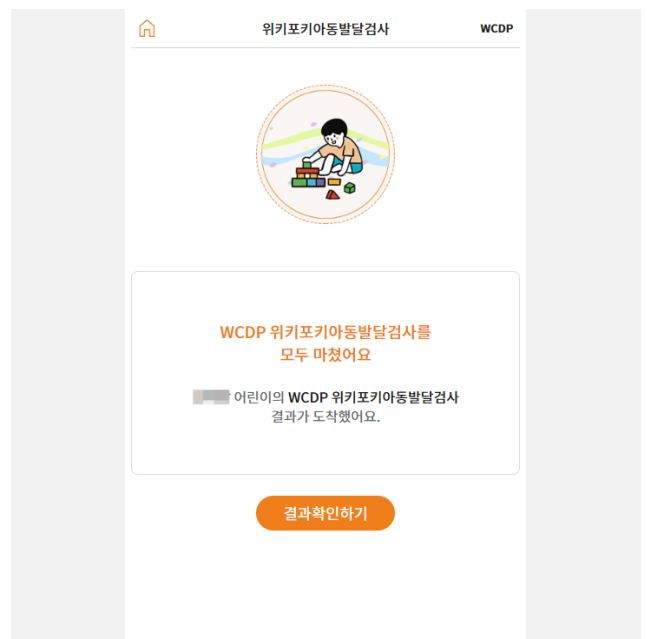 위키포키아동발달검사
WCDP
WCDP 위키포키아동발달검사를
모두 마쳤어요
어린이의 WCDP 위키포키아동발달검사
결과가 도착했어요.
결과확인하기